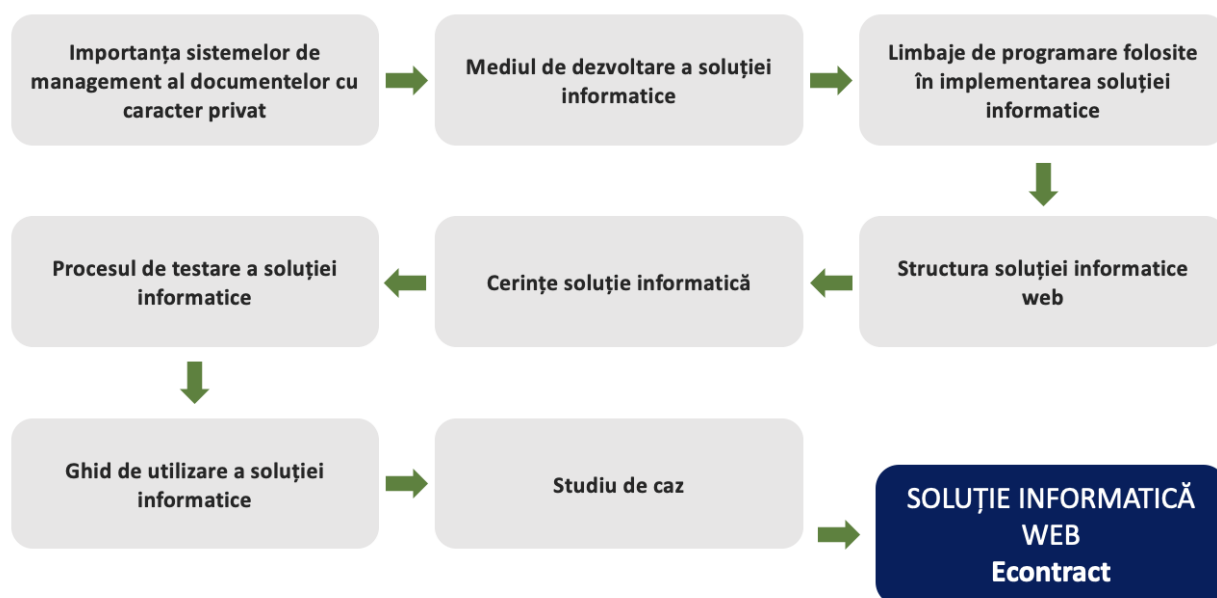 Importanța sistemelor de
management al documentelor cu
caracter privat
Mediul de dezvoltare a soluției
informatice
Limbaje de programare folosite
în implementarea soluției
informatice
Structura soluției informatice
web
Cerințe soluție informatică
Procesul de testare a soluției
informatice
Ghid de utilizare a soluției
informatice
Studiu de caz
SOLUȚIE INFORMATICĂ
WEB
Econtract